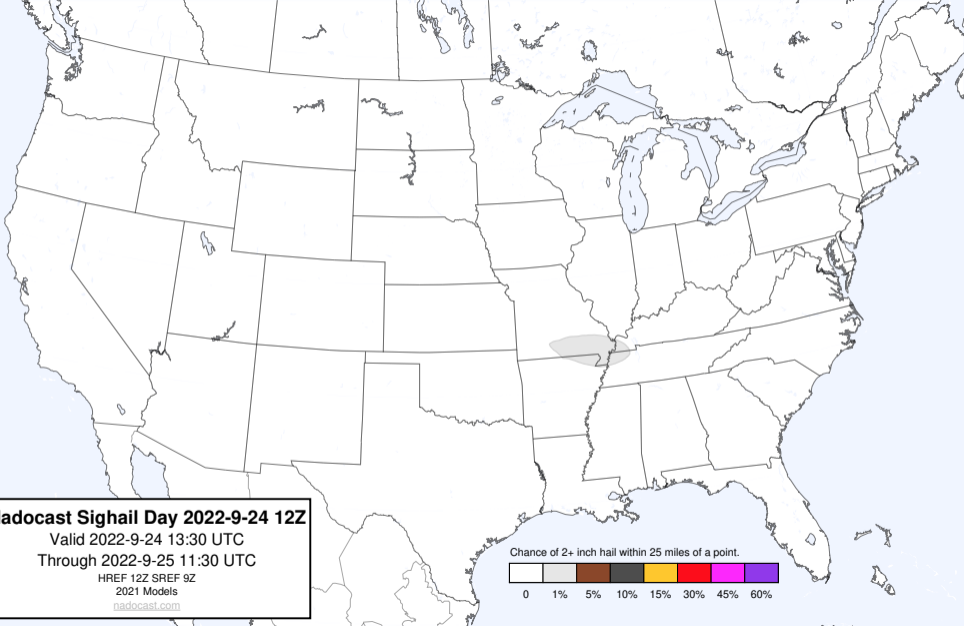 adocast Sighail Day 2022-9-24 12Z
Valid 2022-9-24 13:30 UTC
Through 2022-9-25 11:30 UTC
HREF 12Z SREF 9Z
2021 Models
nadocast.com
Chance of 2+ inch hail within 25 miles of a point.
0 1% 5% 10% 15% 30% 45% 60%